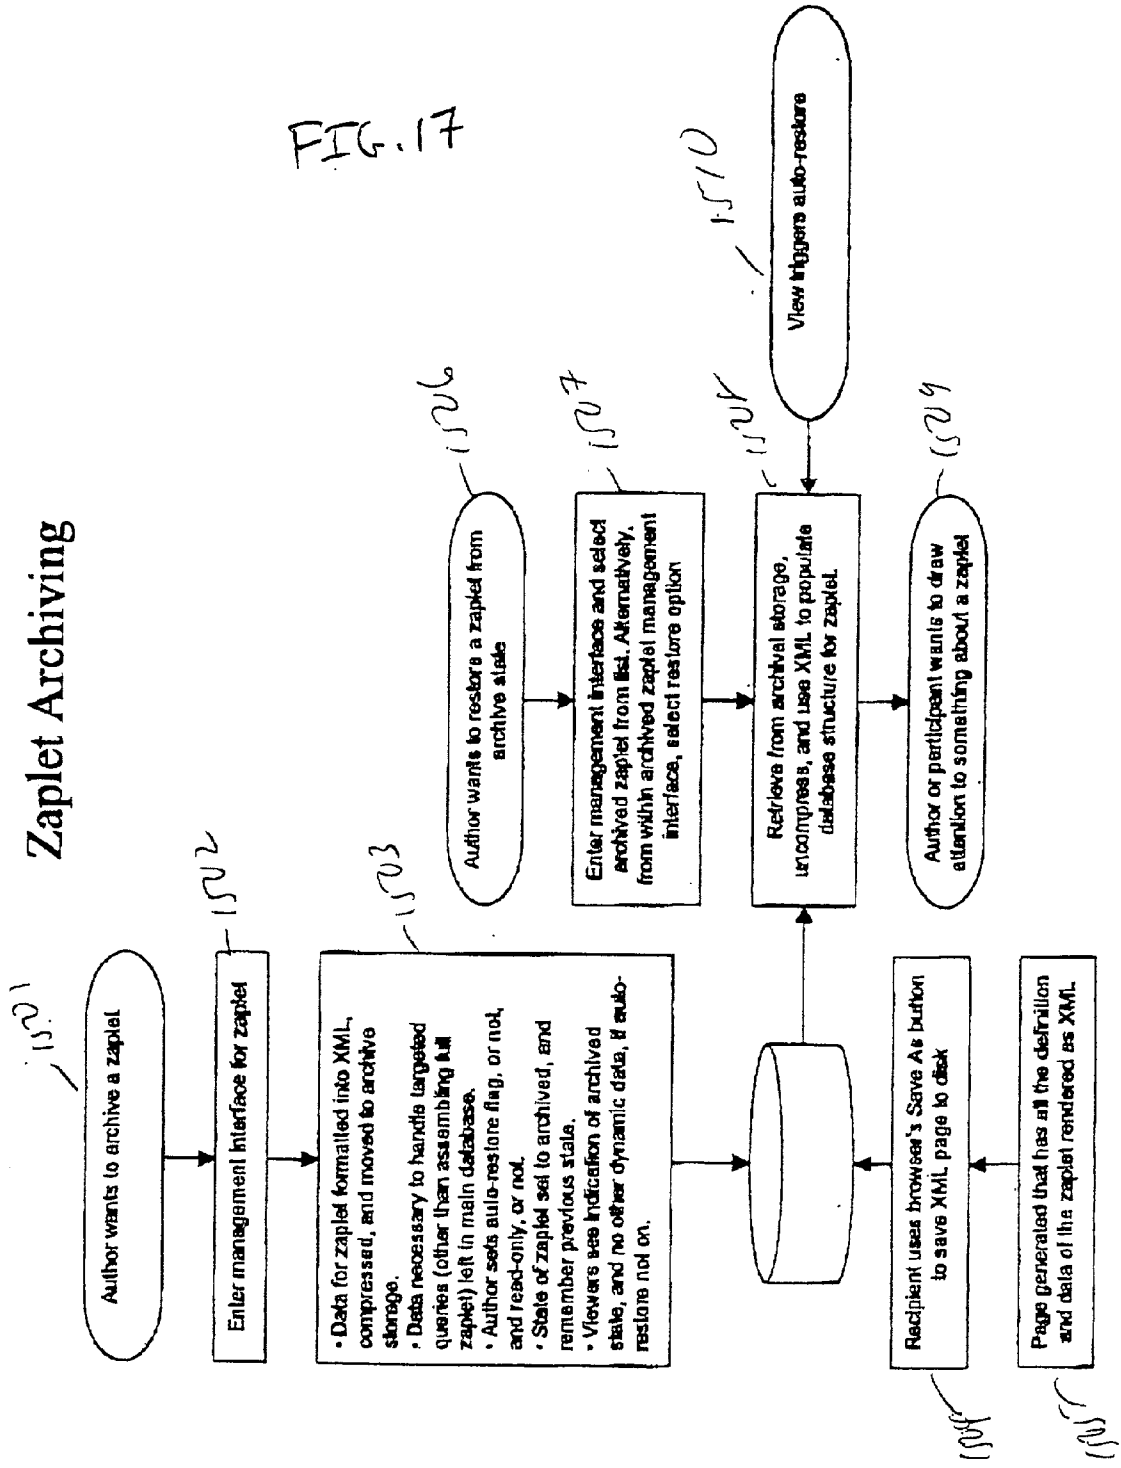 Zaplet Archiving
FIG. 17
1501
Author wants to archive a zaplet
1502
Enter management interface for zaplet
1503
• Data for zaplet formatted into XML,
compressed, and moved to archive
storage.
• Data necessary to handle targeted
queries (other than assembling full
zaplet) left in main database.
• Author sets auto-restore flag, or not,
and read-only, or not.
• State of zaplet set to archived, and
remember previous state.
• Viewers see indication of archived
state, and no other dynamic data, if auto-
restore not on.
1504
Recipient uses browser's Save As button
to save XML page to disk
1505
Page generated that has all the definition
and data of the zaplet rendered as XML.
1506
Author wants to restore a zaplet from
archive state
1507
Enter management interface and select
archived zaplet from list. Alternatively,
from within archived zaplet management
interface, select restore option
1508
Retrieve from archival storage,
uncompress, and use XML to populate
database structure for zaplet.
1509
Author or participant wants to draw
attention to something about a zaplet
1510
View triggers auto-restore